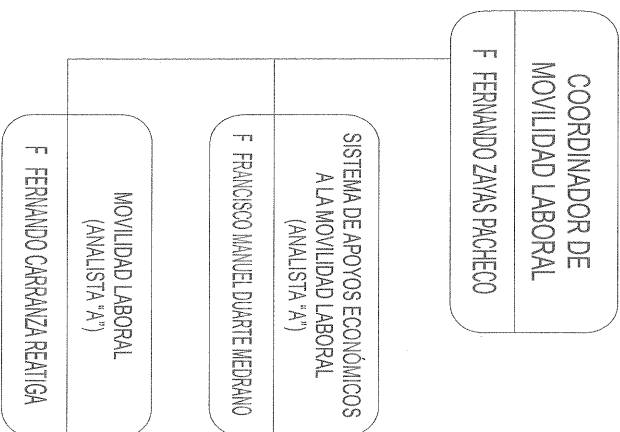 COORDINADOR DE
MOVILIDAD LABORAL
F FERNANDO ZAYAS PACHECO
SISTEMA DE APOYOS ECONÓMICOS
A LA MOVILIDAD LABORAL
(ANALISTA "A")
F FRANCISCO MANUEL DUARTE MEDRANO
MOVILIDAD LABORAL
(ANALISTA "A")
F FERNANDO CARRANZA REATIGA